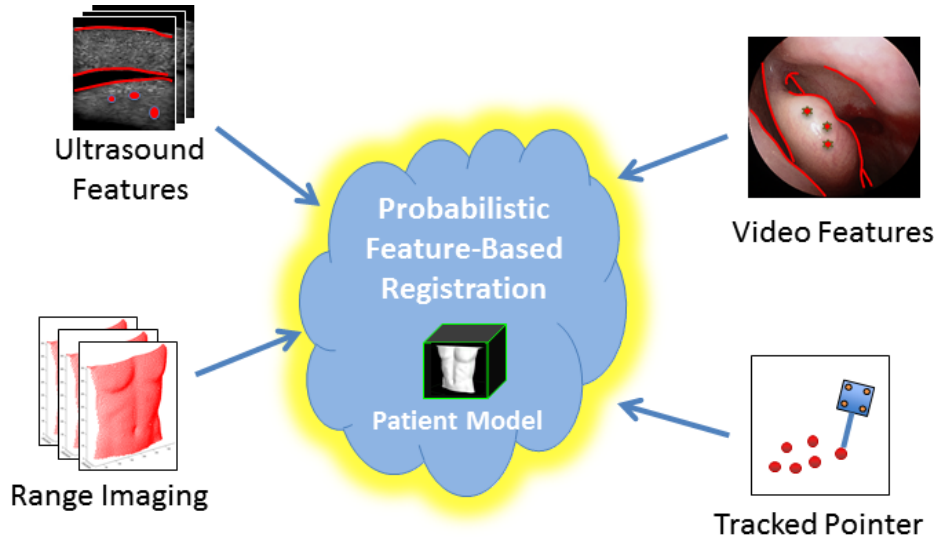 Ultrasound
Features
Video Features
Probabilistic
Feature-Based
Registration
Patient Model
Range Imaging
Tracked Pointer